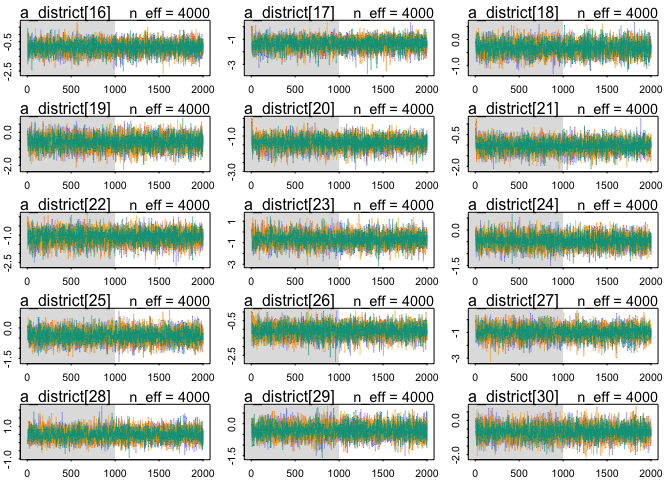 a_district[16] n_eff = 4000
-0.5
-2.5
0 500 1000 1500 2000
a_district[17] n_eff = 4000
-1
-3
0 500 1000 1500 2000
a_district[18] n_eff = 4000
0.0
-1.0
0 500 1000 1500 2000
a_district[19] n_eff = 4000
0.0
-2.0
0 500 1000 1500 2000
a_district[20] n_eff = 4000
-1.0
-3.0
0 500 1000 1500 2000
a_district[21] n_eff = 4000
-0.5
-2.0
0 500 1000 1500 2000
a_district[22] n_eff = 4000
-1.0
-2.5
0 500 1000 1500 2000
a_district[23] n_eff = 4000
1
-1
-3
0 500 1000 1500 2000
a_district[24] n_eff = 4000
0.0
-1.5
0 500 1000 1500 2000
a_district[25] n_eff = 4000
0.0
-1.5
0 500 1000 1500 2000
a_district[26] n_eff = 4000
-0.5
-2.5
0 500 1000 1500 2000
a_district[27] n_eff = 4000
-1
-3
0 500 1000 1500 2000
a_district[28] n_eff = 4000
1.0
-1.0
0 500 1000 1500 2000
a_district[29] n_eff = 4000
0.0
-1.5
0 500 1000 1500 2000
a_district[30] n_eff = 4000
0.0
-2.0
0 500 1000 1500 2000